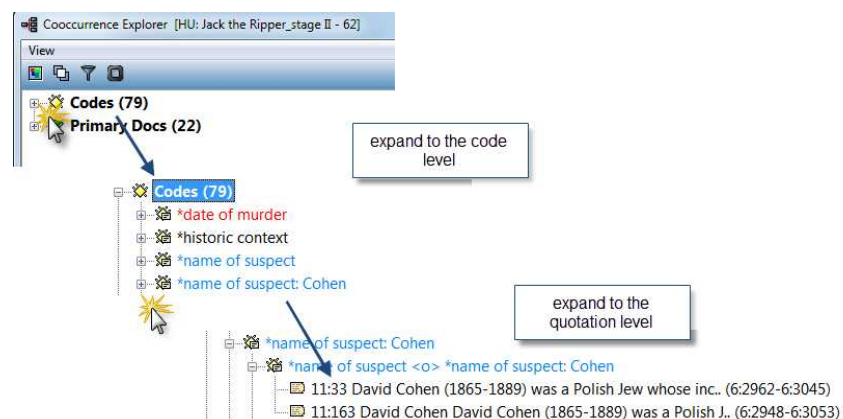 Cooccurrence Explorer [HU: Jack the Ripper_stage II - 62]
View
Codes (79)
Primary Docs (22)
expand to the code
level
Codes (79)
*date of murder
*historic context
*name of suspect
*name of suspect: Cohen
expand to the
quotation level
*name of suspect: Cohen
*name of suspect <o> *name of suspect: Cohen
11:33 David Cohen (1865-1889) was a Polish Jew whose inc.. (6:2962-6:3045)
11:163 David Cohen David Cohen (1865-1889) was a Polish J.. (6:2948-6:3053)